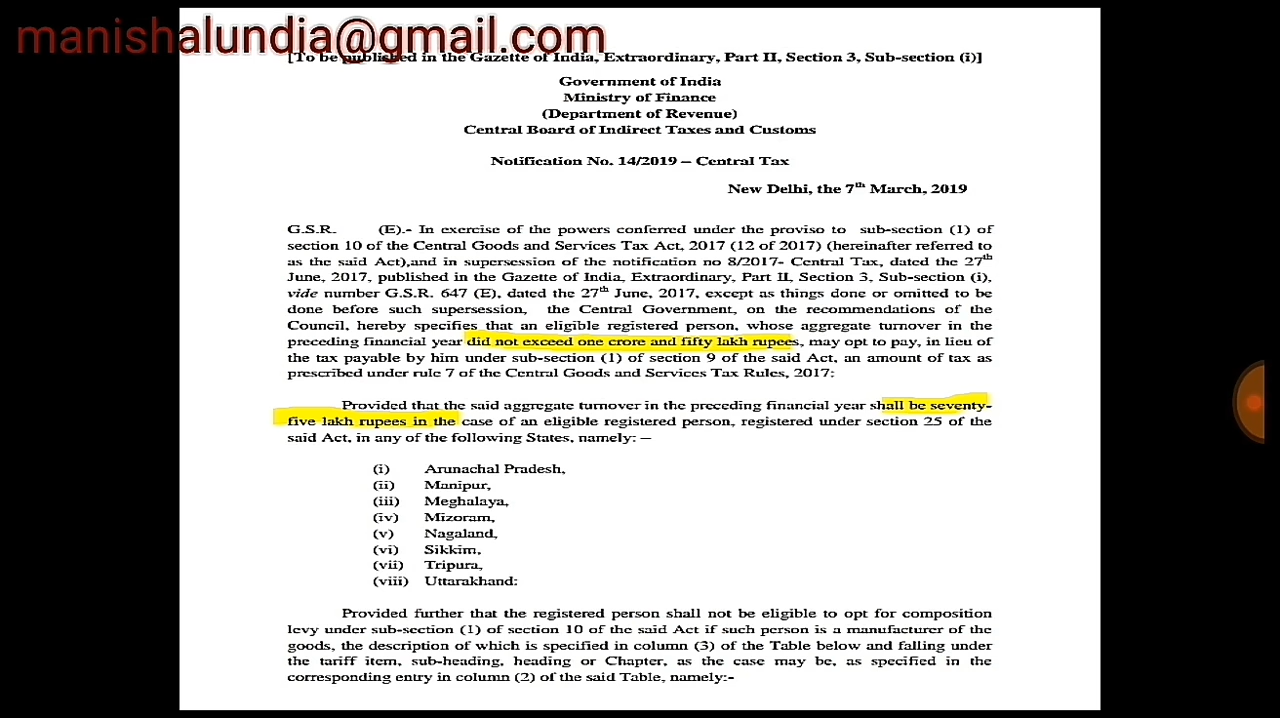 manishalundia@gmail.com
[To be published in the Gazette of India, Extraordinary, Part II, Section 3, Sub-section (i)]
Government of India
Ministry of Finance
(Department of Revenue)
Central Board of Indirect Taxes and Customs
Notification No. 14/2019 – Central Tax
New Delhi, the 7th March, 2019
G.S.R. (E).- In exercise of the powers conferred under the proviso to sub-section (1) of
section 10 of the Central Goods and Services Tax Act, 2017 (12 of 2017) (hereinafter referred to
as the said Act),and in supersession of the notification no 8/2017- Central Tax, dated the 27th
June, 2017, published in the Gazette of India, Extraordinary, Part II, Section 3, Sub-section (i),
vide number G.S.R. 647 (E), dated the 27th June, 2017, except as things done or omitted to be
done before such supersession, the Central Government, on the recommendations of the
Council, hereby specifies that an eligible registered person, whose aggregate turnover in the
preceding financial year did not exceed one crore and fifty lakh rupees, may opt to pay, in lieu of
the tax payable by him under sub-section (1) of section 9 of the said Act, an amount of tax as
prescribed under rule 7 of the Central Goods and Services Tax Rules, 2017:
Provided that the said aggregate turnover in the preceding financial year shall be seventy-
five lakh rupees in the case of an eligible registered person, registered under section 25 of the
said Act, in any of the following States, namely: –
(i) Arunachal Pradesh,
(ii) Manipur,
(iii) Meghalaya,
(iv) Mizoram,
(v) Nagaland,
(vi) Sikkim,
(vii) Tripura,
(viii) Uttarakhand:
Provided further that the registered person shall not be eligible to opt for composition
levy under sub-section (1) of section 10 of the said Act if such person is a manufacturer of the
goods, the description of which is specified in column (3) of the Table below and falling under
the tariff item, sub-heading, heading or Chapter, as the case may be, as specified in the
corresponding entry in column (2) of the said Table, namely:-